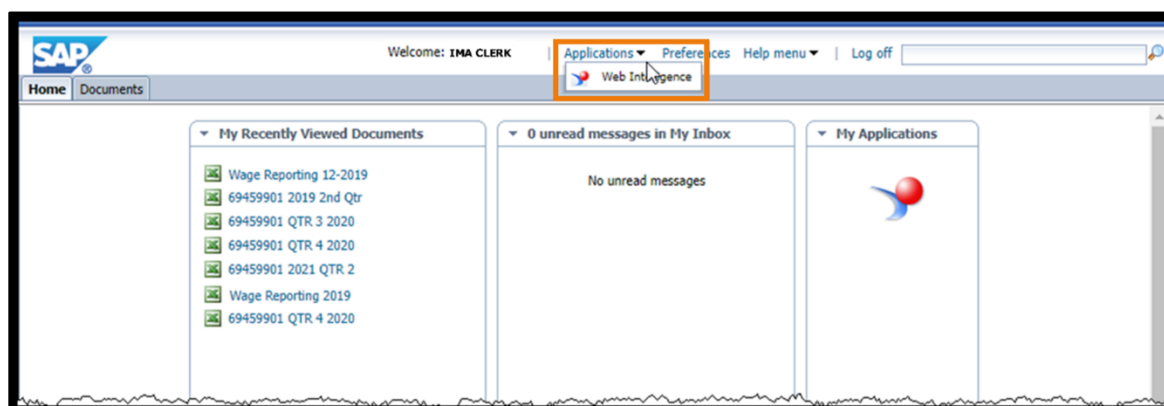 SAP
Welcome: IMA CLERK | Applications Preferences Help menu | Log off
Web Intelligence
Home Documents
My Recently Viewed Documents
Wage Reporting 12-2019
69459901 2019 2nd Qtr
69459901 QTR 3 2020
69459901 QTR 4 2020
69459901 2021 QTR 2
Wage Reporting 2019
69459901 QTR 4 2020
0 unread messages in My Inbox
No unread messages
My Applications